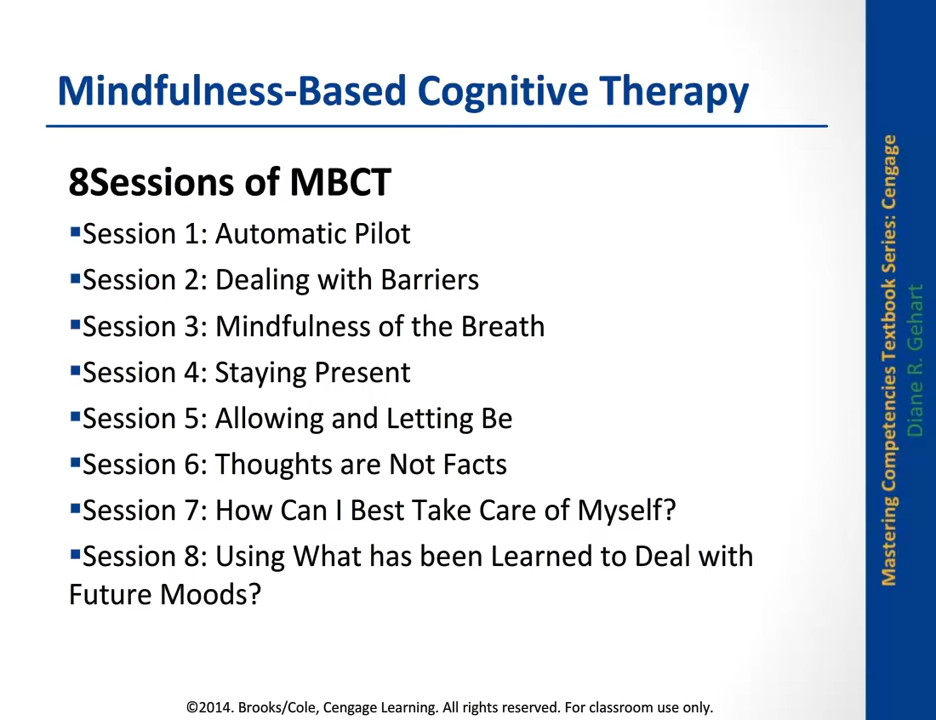 Mindfulness-Based Cognitive Therapy
8Sessions of MBCT
▪Session 1: Automatic Pilot
▪Session 2: Dealing with Barriers
▪Session 3: Mindfulness of the Breath
▪Session 4: Staying Present
▪Session 5: Allowing and Letting Be
▪Session 6: Thoughts are Not Facts
▪Session 7: How Can I Best Take Care of Myself?
▪Session 8: Using What has been Learned to Deal with
Future Moods?
©2014. Brooks/Cole, Cengage Learning. All rights reserved. For classroom use only.
Mastering Competencies Textbook Series: Cengage
Diane R. Gehart